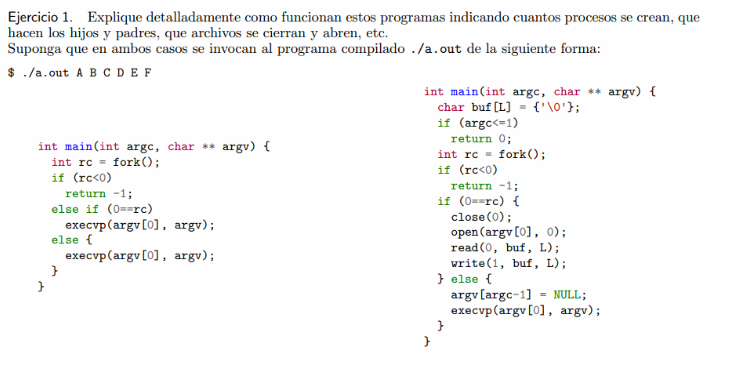 Ejercicio 1. Explique detalladamente como funcionan estos programas indicando cuantos procesos se crean, que
hacen los hijos y padres, que archivos se cierran y abren, etc.
Suponga que en ambos casos se invocan al programa compilado ./a.out de la siguiente forma:
$ ./a.out A B C D E F
int main(int argc, char ** argv) {
int rc = fork();
if (rc<0)
return -1;
else if (0==rc)
execvp(argv[0], argv);
else {
execvp(argv[0], argv);
}
}
int main(int argc, char ** argv) {
char buf[L] = {'\0'};
if (argc<=1)
return 0;
int rc = fork();
if (rc<0)
return -1;
if (0==rc) {
close(0);
open(argv[0], 0);
read(0, buf, L);
write(1, buf, L);
} else {
argv[argc-1] = NULL;
execvp(argv[0], argv);
}
}